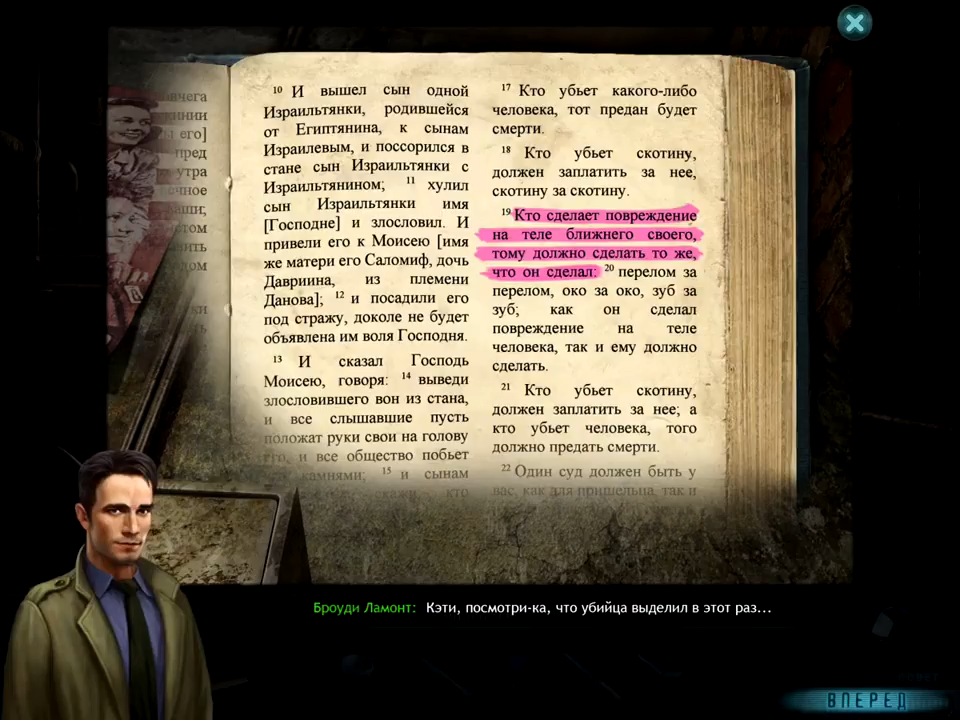 10 И вышел сын одной
Израильтянки, родившейся
от Египтянина, к сынам
Израилевым, и поссорился в
стане сын Израильтянки с
Израильтянином; 11 хулил
сын Израильтянки имя
[Господне] и злословил. И
привели его к Моисею [имя
же матери его Саломиф, дочь
Давриина, из племени
Данова]; 12 и посадили его
под стражу, доколе не будет
объявлена им воля Господня.
13 И сказал Господь
Моисею, говоря: 14 выведи
злословившего вон из стана,
и все слышавшие пусть
положат руки свои на голову
его, и все общество побьет
камнями; 15 и сынам
скажи, кто
17 Кто убьет какого-либо
человека, тот предан будет
смерти.
18 Кто убьет скотину,
должен заплатить за нее,
скотину за скотину.
19 Кто сделает повреждение
на теле ближнего своего,
тому должно сделать то же,
что он сделал: 20 перелом за
перелом, око за око, зуб за
зуб; как он сделал
повреждение на теле
человека, так и ему должно
сделать.
21 Кто убьет скотину,
должен заплатить за нее; а
кто убьет человека, того
должно предать смерти.
22 Один суд должен быть у
вас, как для пришельца, так и
Броуди Ламонт: Кэти, посмотри-ка, что убийца выделил в этот раз...
ВПЕРЕД